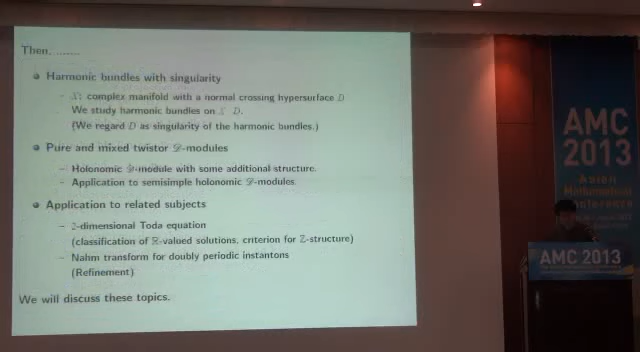 Then, ........
Harmonic bundles with singularity
– X: complex manifold with a normal crossing hypersurface D
We study harmonic bundles on X D.
(We regard D as singularity of the harmonic bundles.)
Pure and mixed twistor 𝒟-modules
– Holonomic 𝒟-module with some additional structure.
– Application to semisimple holonomic 𝒟-modules.
Application to related subjects
– 2-dimensional Toda equation
(classification of ℝ-valued solutions, criterion for ℤ-structure)
– Nahm transform for doubly periodic instantons
(Refinement)
We will discuss these topics.
AMC
2013
Asian
Mathematical
Conference
AMC 2013